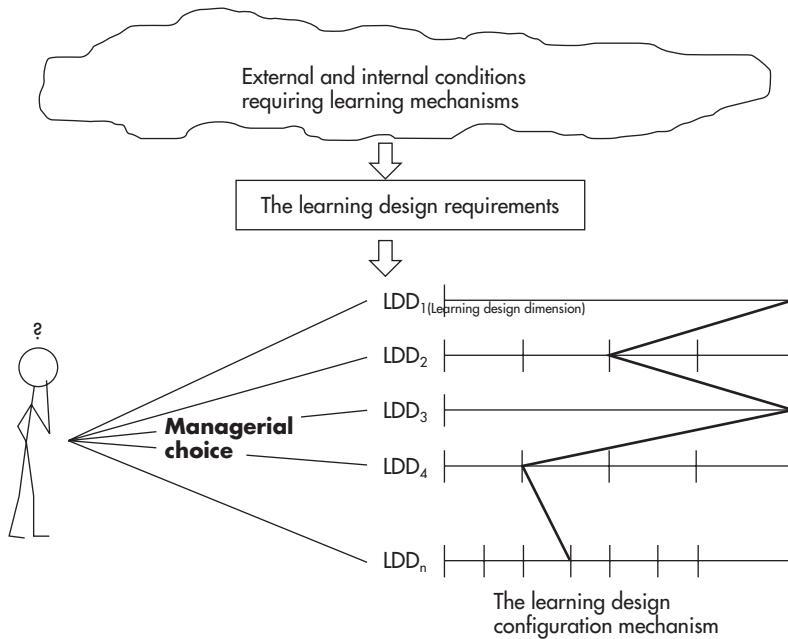 External and internal conditions
requiring learning mechanisms
The learning design requirements
LDD₁(Learning design dimension)
?
LDD₂
LDD₃
Managerial
choice
LDD₄
LDDₙ
The learning design
configuration mechanism